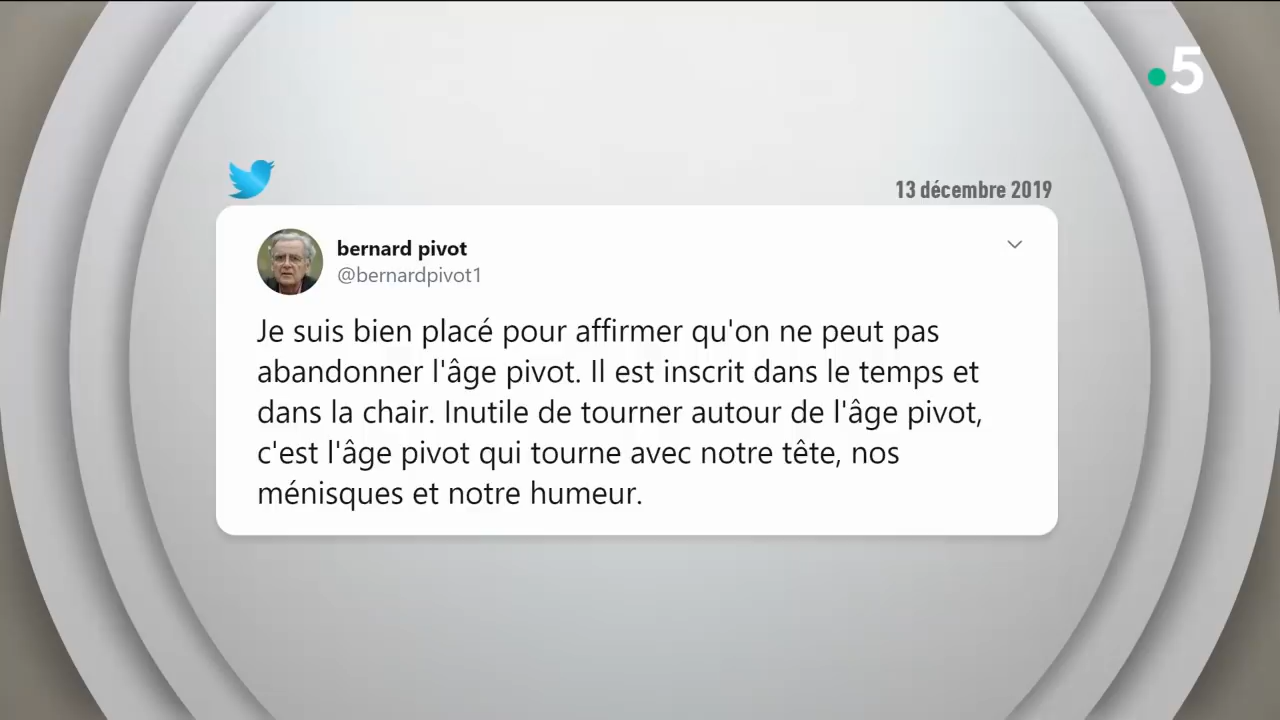 5
13 décembre 2019
bernard pivot
@bernardpivot1
Je suis bien placé pour affirmer qu'on ne peut pas
abandonner l'âge pivot. Il est inscrit dans le temps et
dans la chair. Inutile de tourner autour de l'âge pivot,
c'est l'âge pivot qui tourne avec notre tête, nos
ménisques et notre humeur.